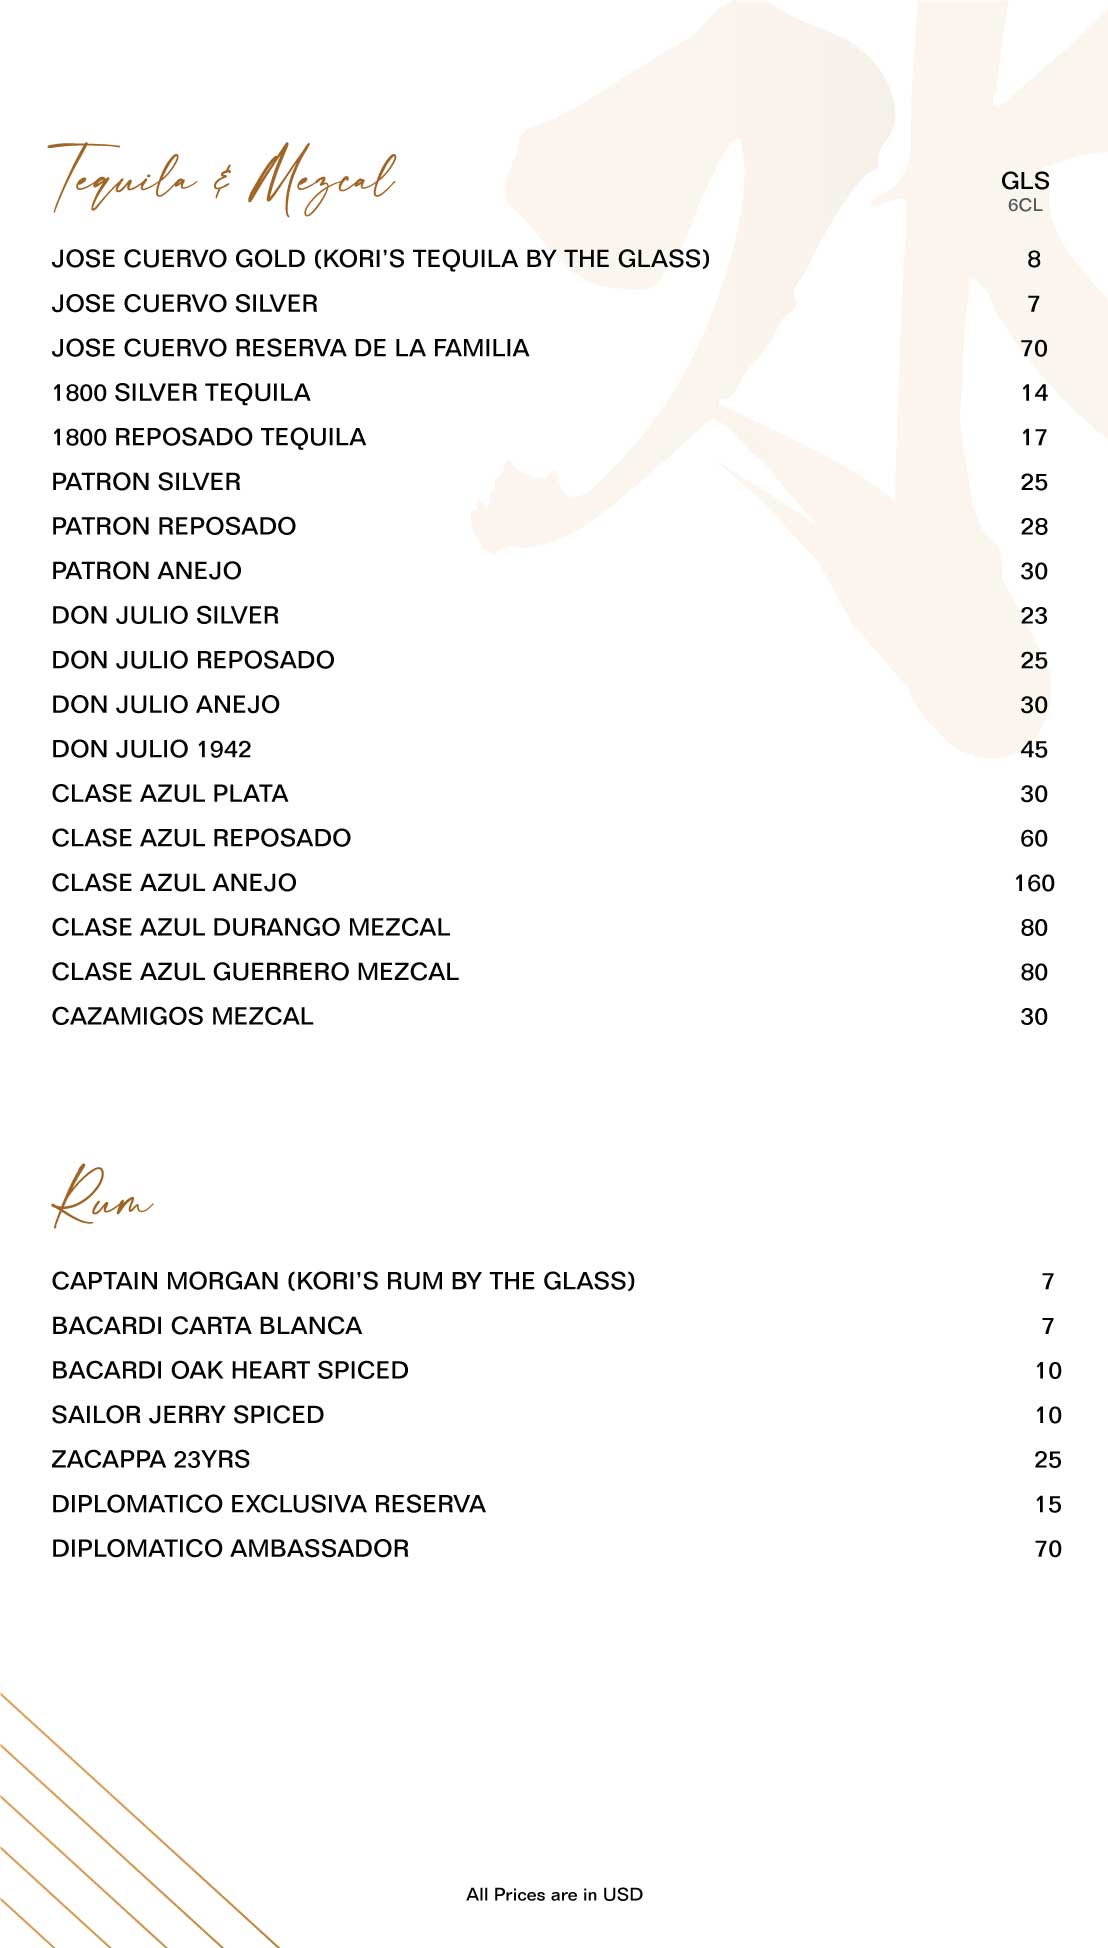 Tequila & Mezcal
GLS
6CL
JOSE CUERVO GOLD (KORI'S TEQUILA BY THE GLASS) 8
JOSE CUERVO SILVER 7
JOSE CUERVO RESERVA DE LA FAMILIA 70
1800 SILVER TEQUILA 14
1800 REPOSADO TEQUILA 17
PATRON SILVER 25
PATRON REPOSADO 28
PATRON ANEJO 30
DON JULIO SILVER 23
DON JULIO REPOSADO 25
DON JULIO ANEJO 30
DON JULIO 1942 45
CLASE AZUL PLATA 30
CLASE AZUL REPOSADO 60
CLASE AZUL ANEJO 160
CLASE AZUL DURANGO MEZCAL 80
CLASE AZUL GUERRERO MEZCAL 80
CAZAMIGOS MEZCAL 30
Rum
CAPTAIN MORGAN (KORI'S RUM BY THE GLASS) 7
BACARDI CARTA BLANCA 7
BACARDI OAK HEART SPICED 10
SAILOR JERRY SPICED 10
ZACAPPA 23YRS 25
DIPLOMATICO EXCLUSIVA RESERVA 15
DIPLOMATICO AMBASSADOR 70
All Prices are in USD